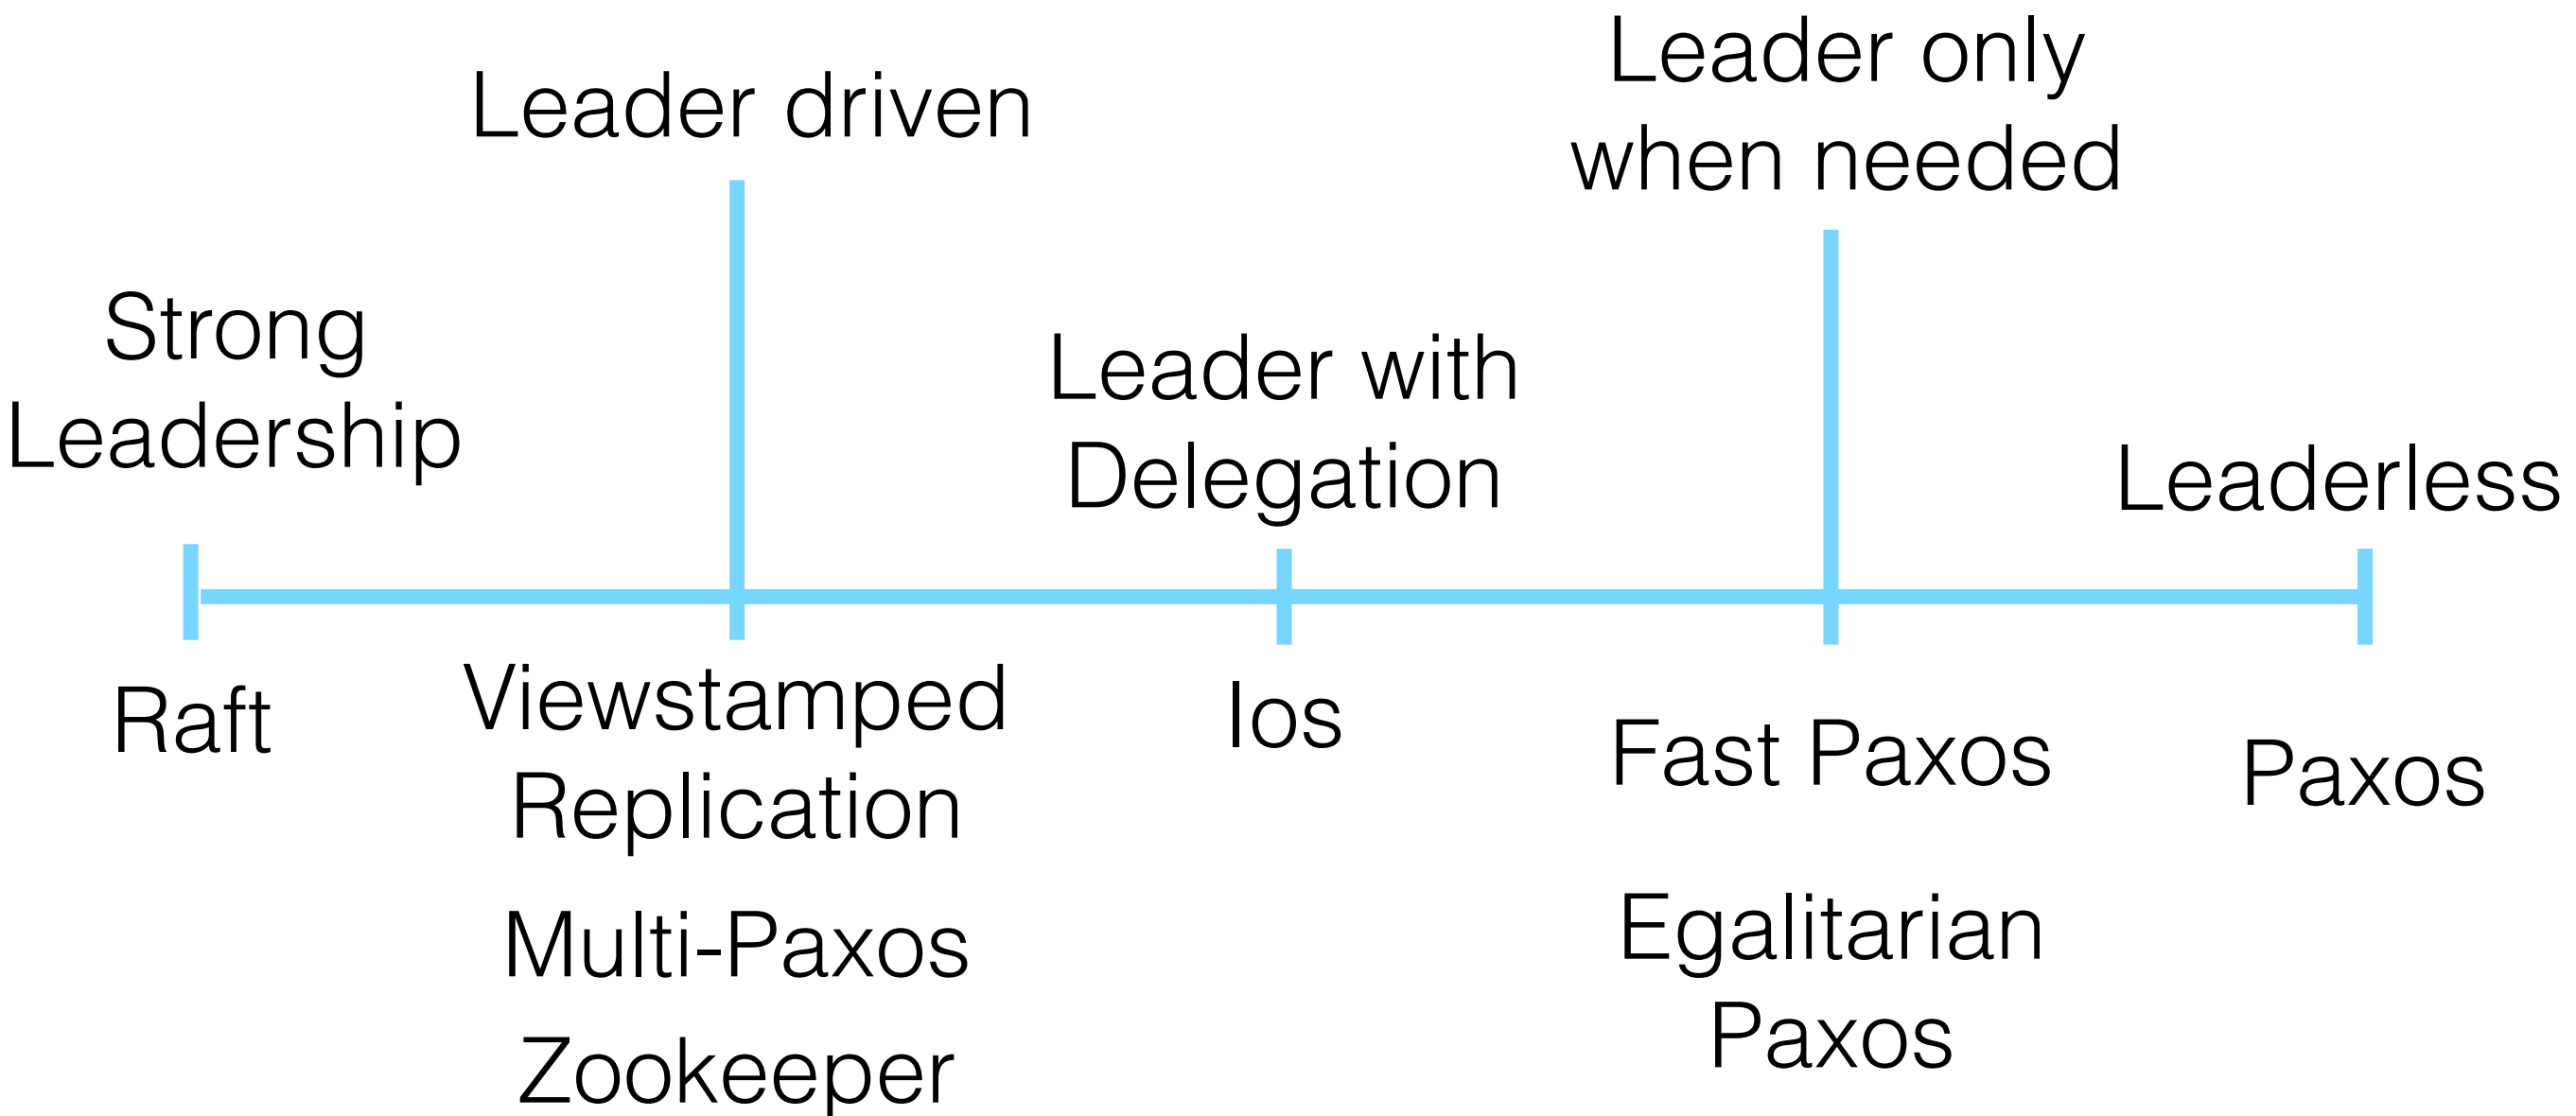 Strong
Leadership
Leader driven
Leader with
Delegation
Leader only
when needed
Leaderless
Raft
Viewstamped
Replication
Multi-Paxos
Zookeeper
Ios
Fast Paxos
Egalitarian
Paxos
Paxos